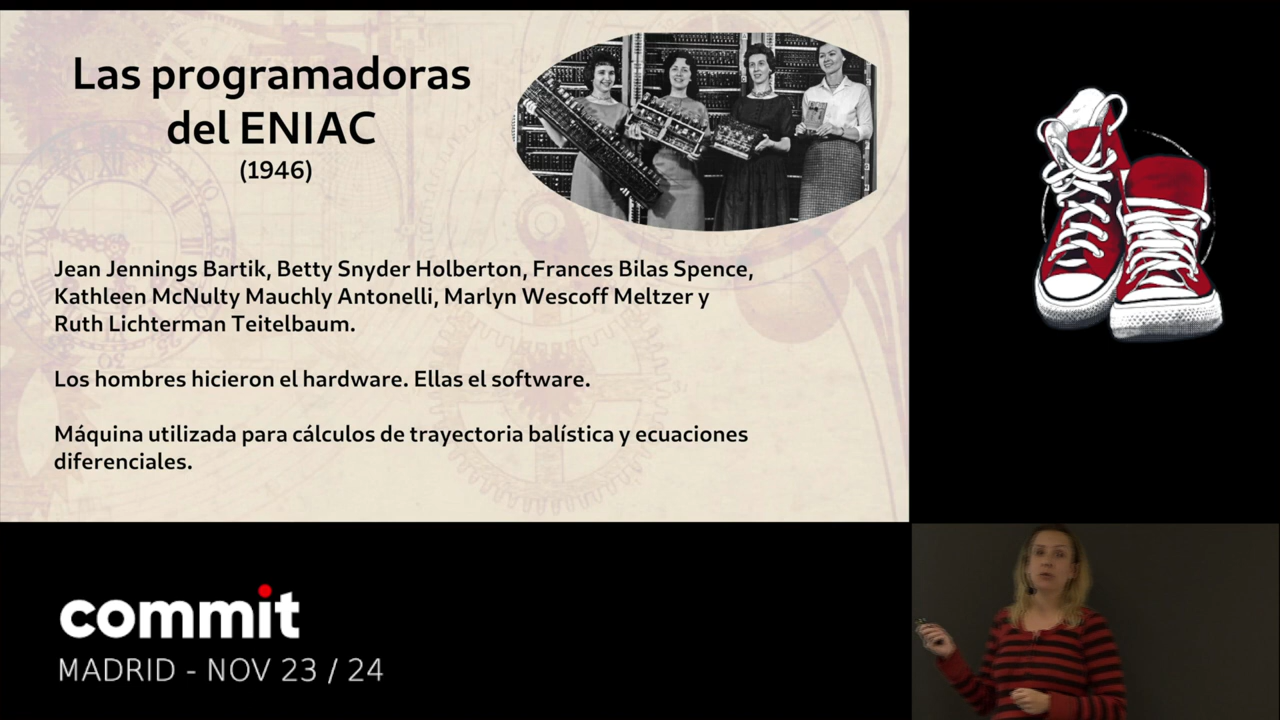 Las programadoras
del ENIAC
(1946)
Jean Jennings Bartik, Betty Snyder Holberton, Frances Bilas Spence,
Kathleen McNulty Mauchly Antonelli, Marlyn Wescoff Meltzer y
Ruth Lichterman Teitelbaum.
Los hombres hicieron el hardware. Ellas el software.
Máquina utilizada para cálculos de trayectoria balística y ecuaciones
diferenciales.
commit
MADRID - NOV 23 / 24